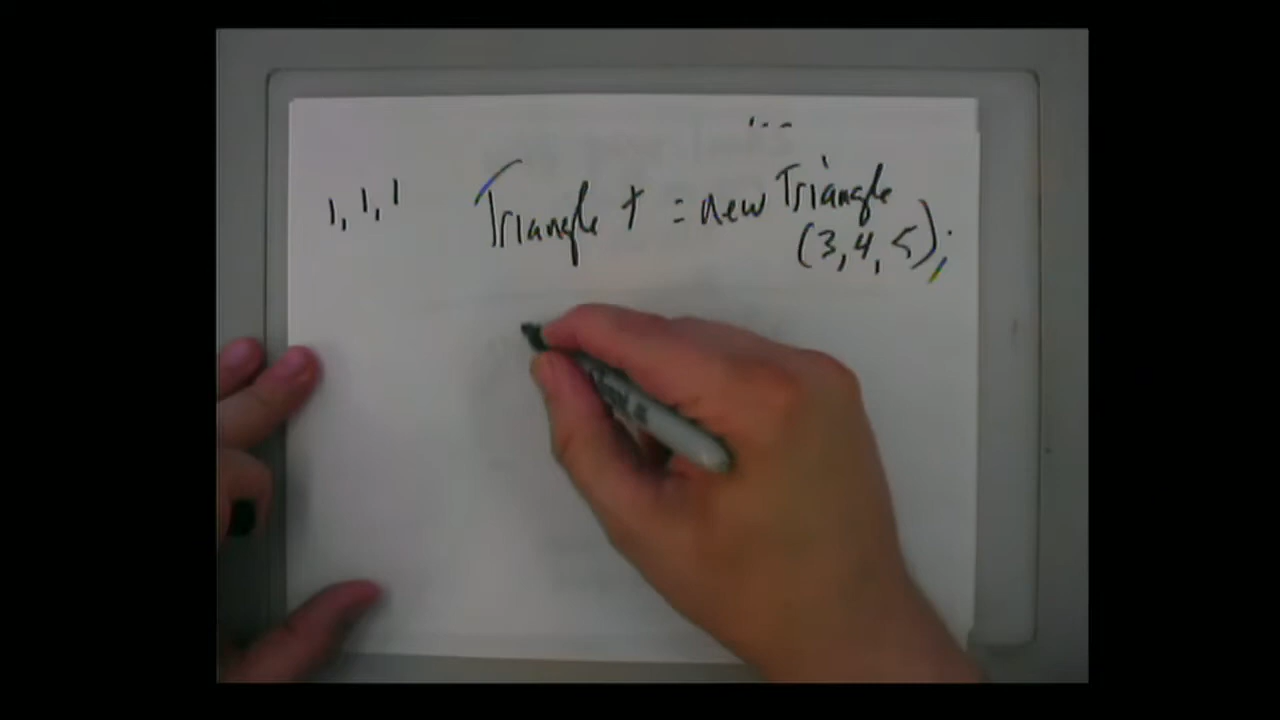 1, 1, 1
Triangle t = new Triangle
(3, 4, 5);